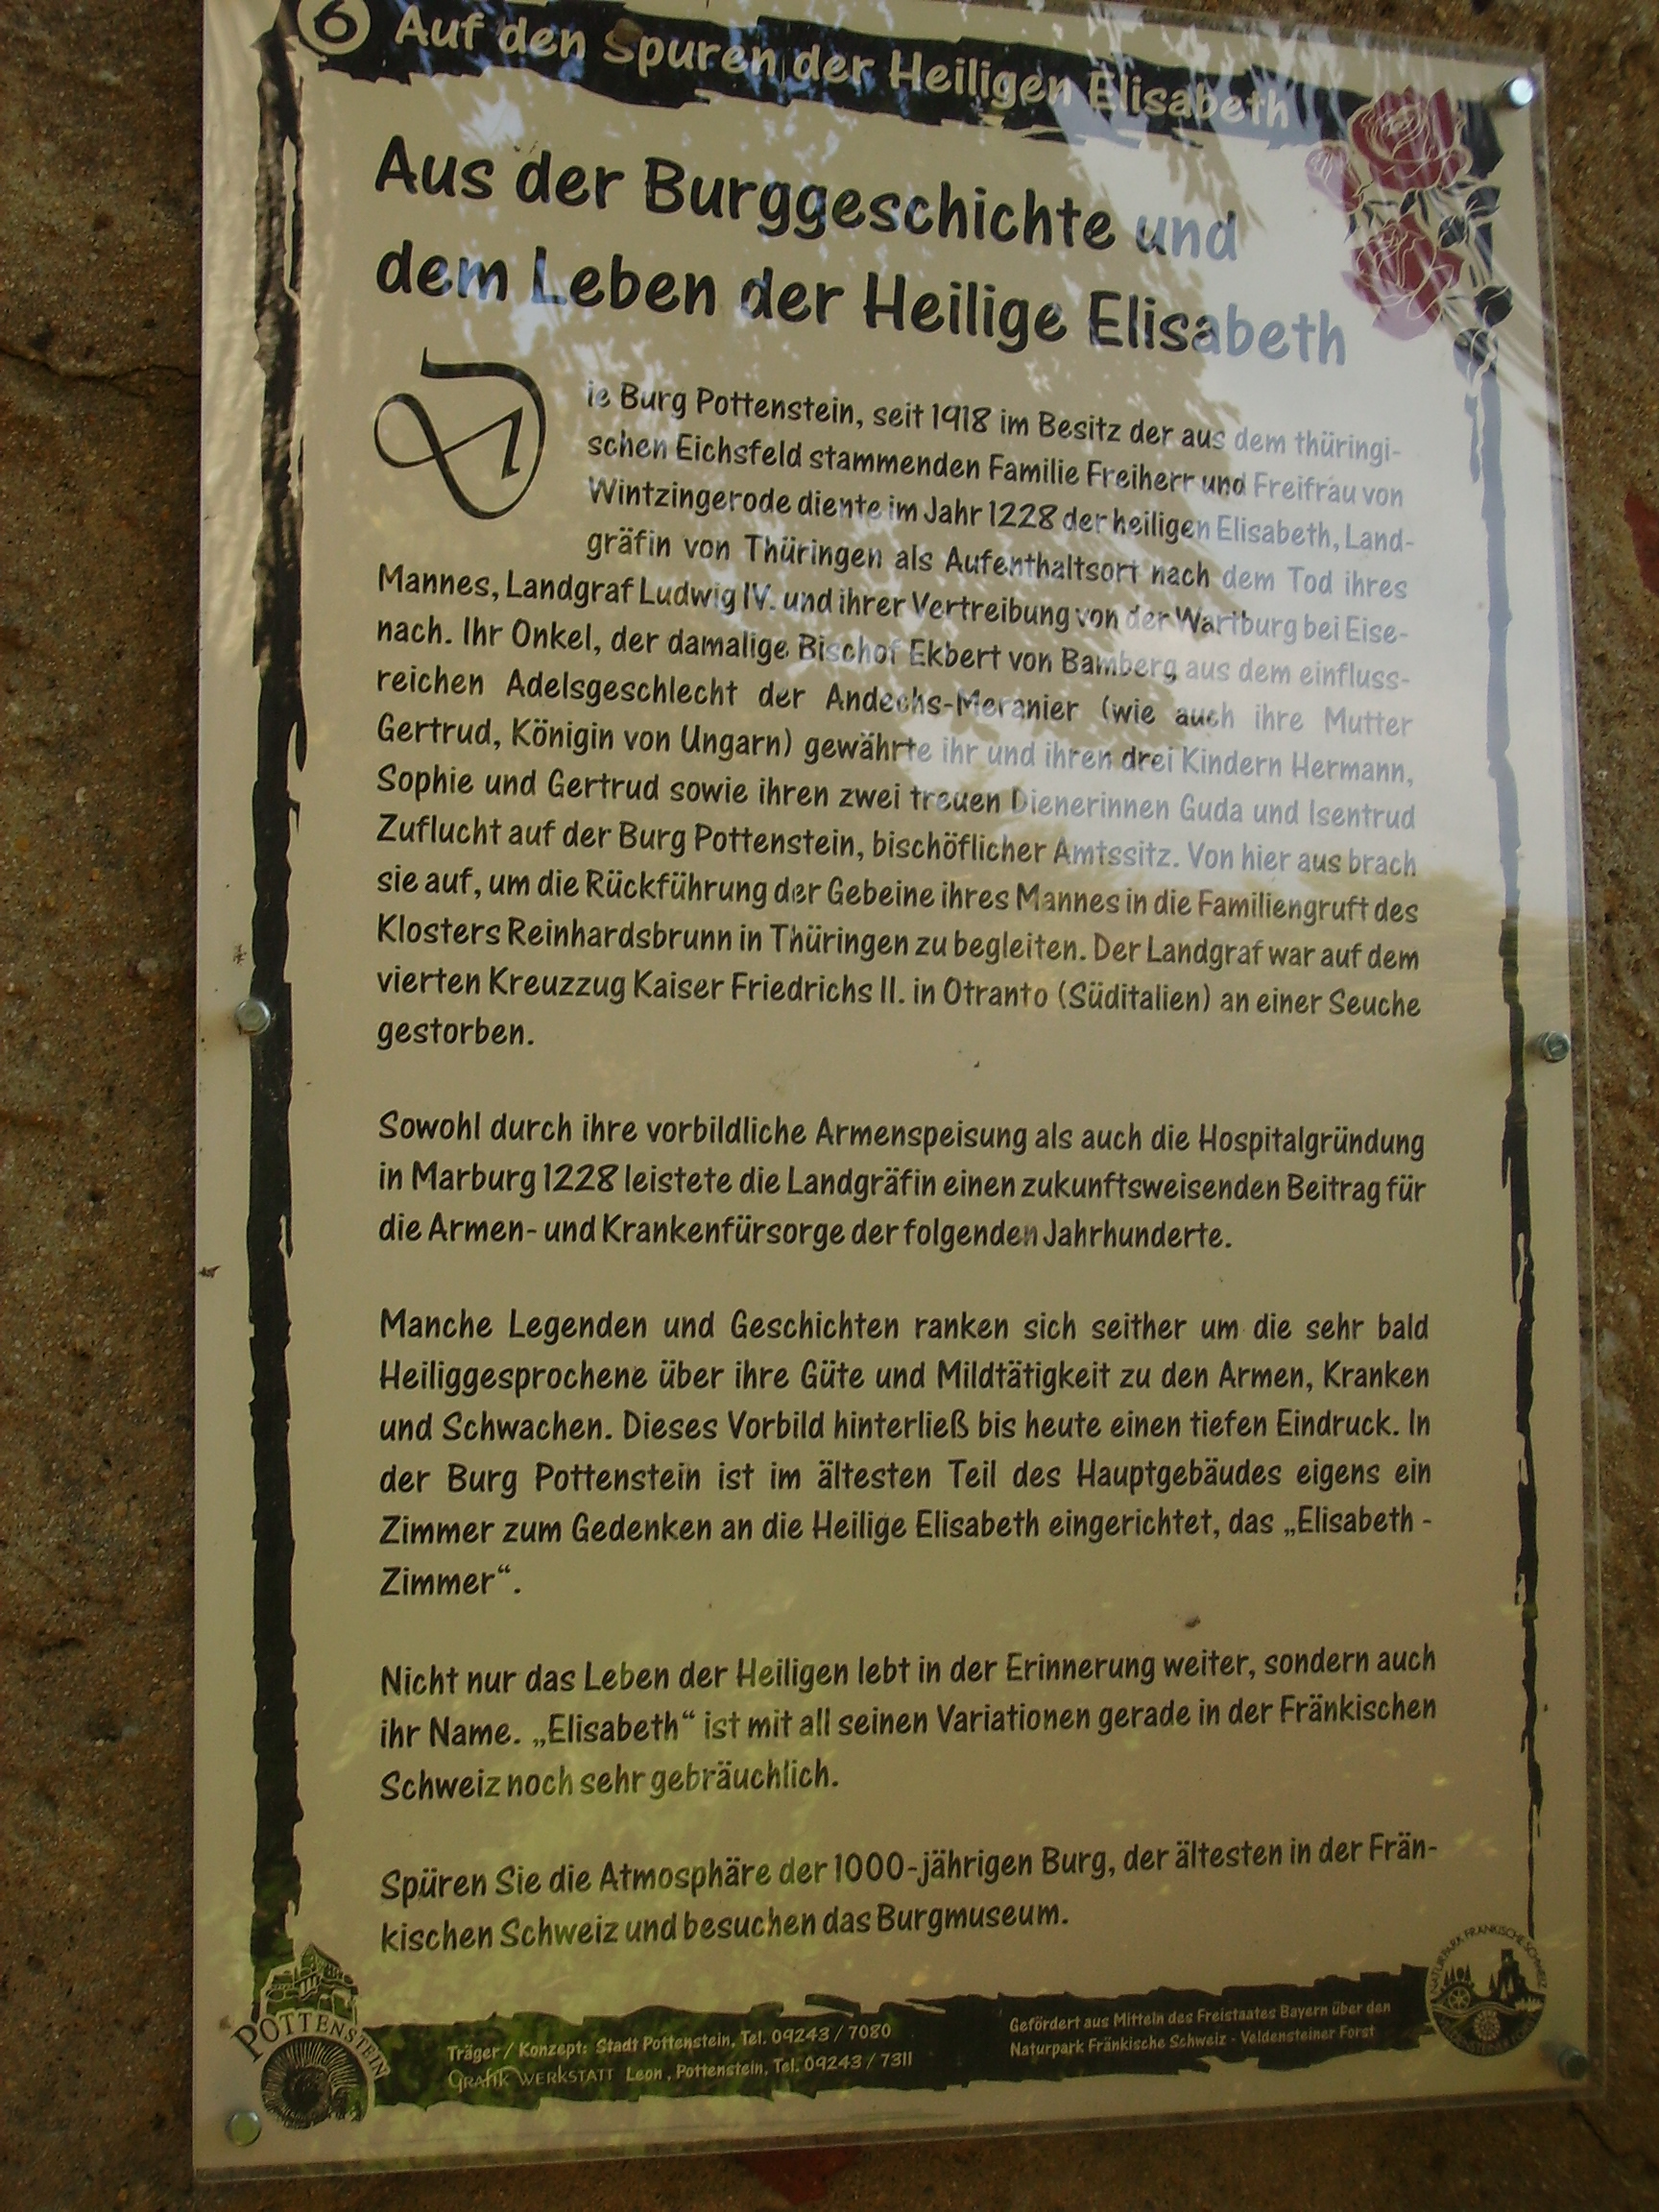 6 Auf den Spuren der Heiligen Elisabeth
Aus der Burggeschichte und
dem Leben der Heilige Elisabeth
Die Burg Pottenstein, seit 1918 im Besitz der aus dem thüringi-
schen Eichsfeld stammenden Familie Freiherr und Freifrau von
Wintzingerode diente im Jahr 1228 der heiligen Elisabeth, Land-
gräfin von Thüringen als Aufenthaltsort nach dem Tod ihres
Mannes, Landgraf Ludwig IV. und ihrer Vertreibung von der Wartburg bei Eise-
nach. Ihr Onkel, der damalige Bischof Ekbert von Bamberg aus dem einfluss-
reichen Adelsgeschlecht der Andechs-Meranier (wie auch ihre Mutter
Gertrud, Königin von Ungarn) gewährte ihr und ihren drei Kindern Hermann,
Sophie und Gertrud sowie ihren zwei treuen Dienerinnen Guda und Isentrud
Zuflucht auf der Burg Pottenstein, bischöflicher Amtssitz. Von hier aus brach
sie auf, um die Rückführung der Gebeine ihres Mannes in die Familiengruft des
Klosters Reinhardsbrunn in Thüringen zu begleiten. Der Landgraf war auf dem
vierten Kreuzzug Kaiser Friedrichs II. in Otranto (Süditalien) an einer Seuche
gestorben.
Sowohl durch ihre vorbildliche Armenspeisung als auch die Hospitalgründung
in Marburg 1228 leistete die Landgräfin einen zukunftsweisenden Beitrag für
die Armen- und Krankenfürsorge der folgenden Jahrhunderte.
Manche Legenden und Geschichten ranken sich seither um die sehr bald
Heiliggesprochene über ihre Güte und Mildtätigkeit zu den Armen, Kranken
und Schwachen. Dieses Vorbild hinterließ bis heute einen tiefen Eindruck. In
der Burg Pottenstein ist im ältesten Teil des Hauptgebäudes eigens ein
Zimmer zum Gedenken an die Heilige Elisabeth eingerichtet, das „Elisabeth -
Zimmer“.
Nicht nur das Leben der Heiligen lebt in der Erinnerung weiter, sondern auch
ihr Name. „Elisabeth“ ist mit all seinen Variationen gerade in der Fränkischen
Schweiz noch sehr gebräuchlich.
Spüren Sie die Atmosphäre der 1000-jährigen Burg, der ältesten in der Frän-
kischen Schweiz und besuchen das Burgmuseum.
POTTENSTEIN
Träger / Konzept: Stadt Pottenstein, Tel. 09243 / 7080
GRAFIK WERKSTATT Leon, Pottenstein, Tel. 09243 / 7311
Gefördert aus Mitteln des Freistaates Bayern über den
Naturpark Fränkische Schweiz - Veldensteiner Forst
NATURPARK FRÄNKISCHE SCHWEIZ
VELDENSTEINER FORST